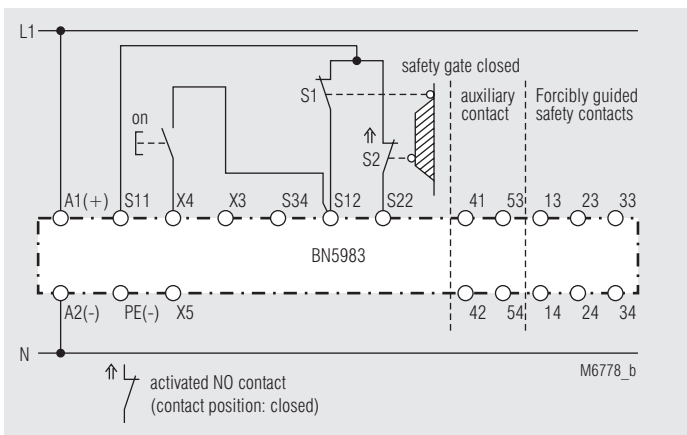 L1
safety gate closed
S1
auxiliary
contact
Forcibly guided
safety contacts
on
S2
A1(+) S11 X4 X3 S34 S12 S22 41 53 13 23 33
BN5983
A2(-) PE(-) X5 42 54 14 24 34
N
M6778_b
activated NO contact
(contact position: closed)